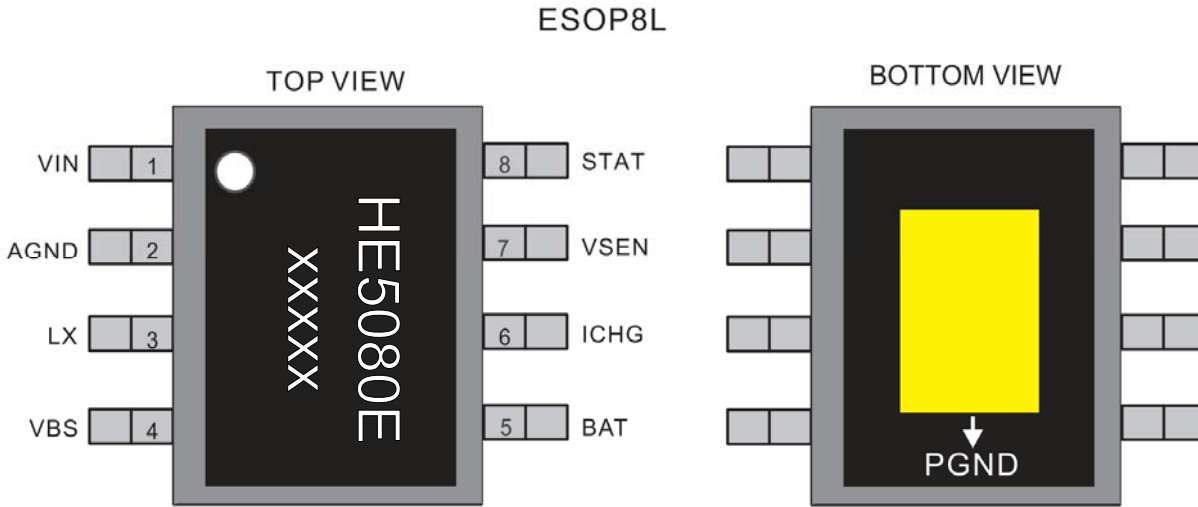 ESOP8L
TOP VIEW
BOTTOM VIEW
VIN 1
8 STAT
AGND 2
7 VSEN
LX 3
6 ICHG
VBS 4
5 BAT
HE5080E
XXXXX
PGND